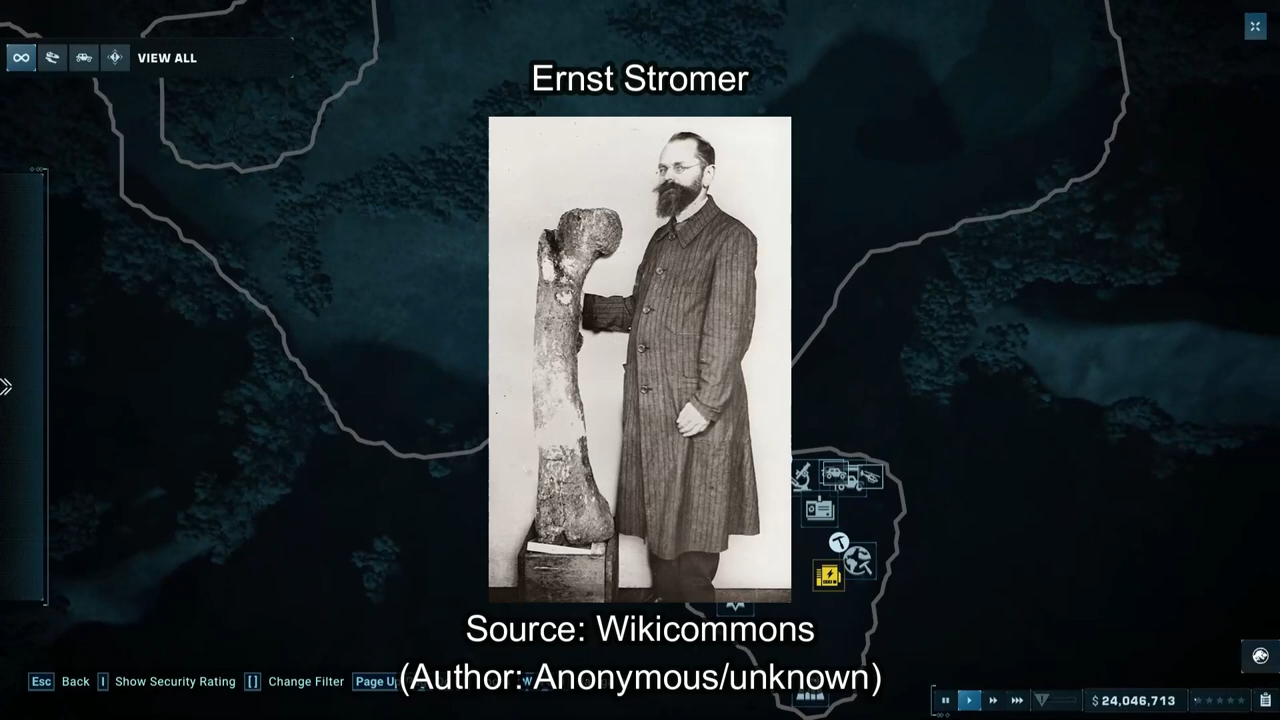 VIEW ALL
Ernst Stromer
Source: Wikicommons
(Author: Anonymous/unknown)
Esc Back I Show Security Rating [ ] Change Filter Page U
$ 24,046,713